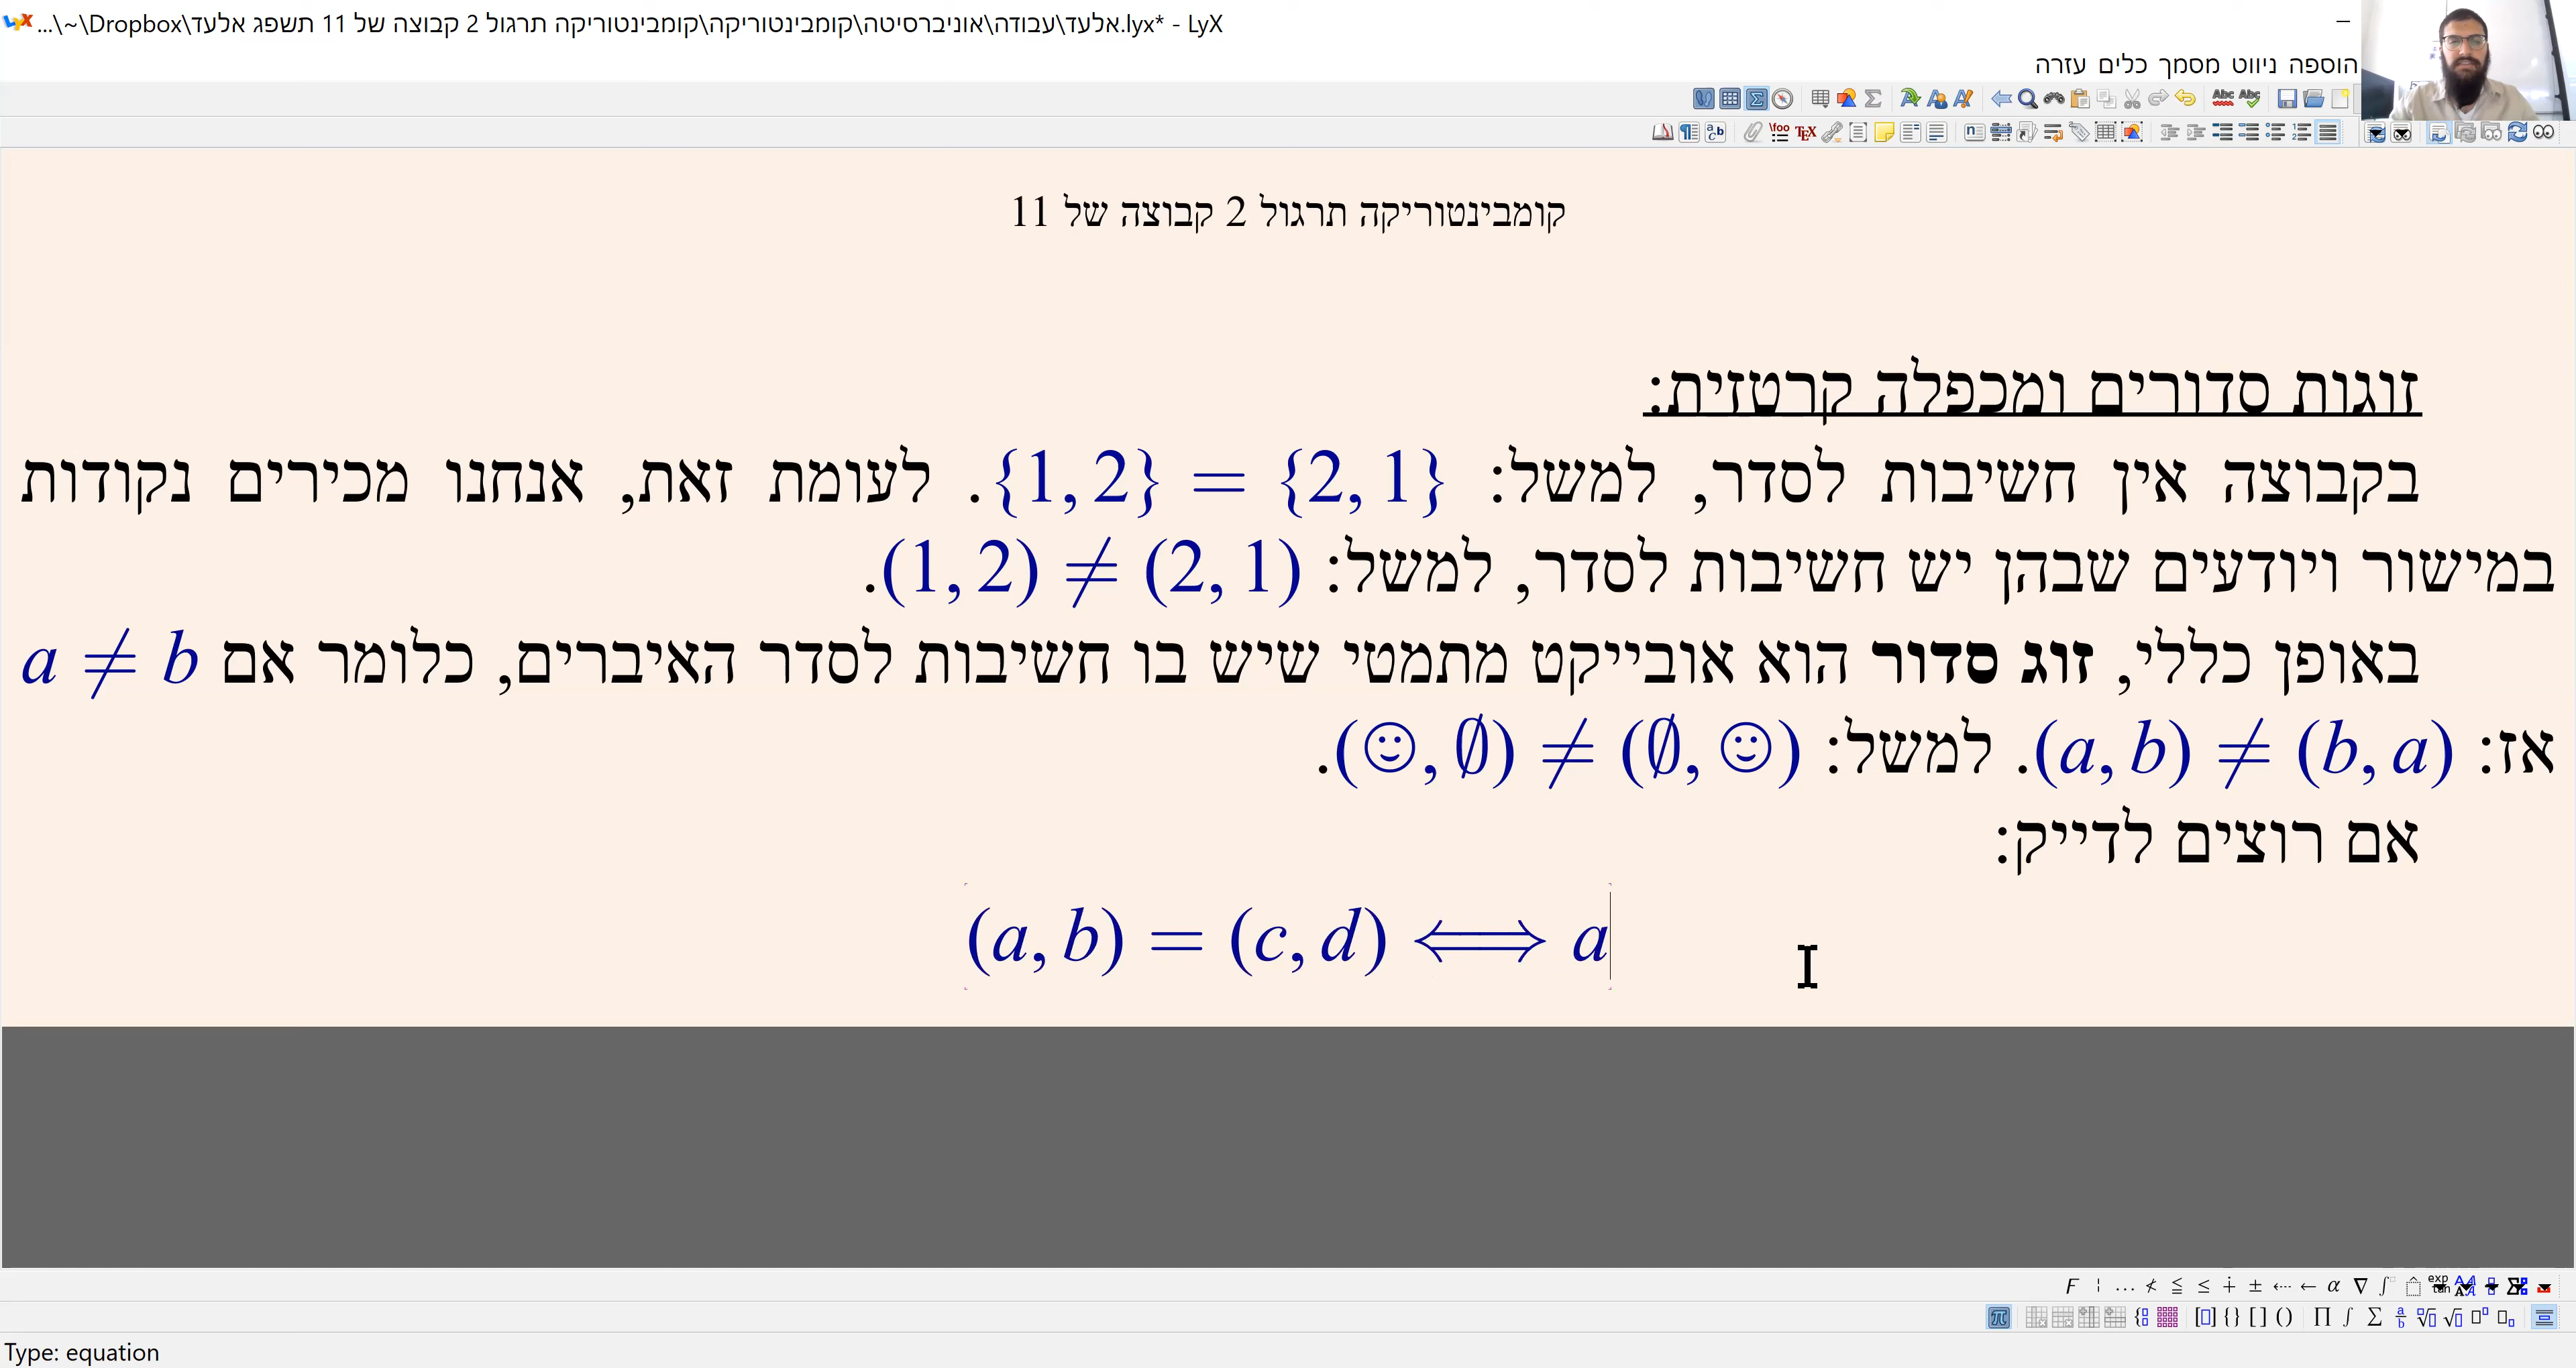 ...\~\Dropbox\אלעד\עבודה\אוניברסיטה\קומבינטוריקה\קומבינטוריקה תרגול 2 קבוצה של 11 תשפג אלעד.lyx* - LyX
הוספה ניווט מסמך כלים עזרה
קומבינטוריקה תרגול 2 קבוצה של 11
זוגות סדורים ומכפלה קרטזית:
בקבוצה אין חשיבות לסדר, למשל: {1, 2} = {2, 1}. לעומת זאת, אנחנו מכירים נקודות
במישור ויודעים שבהן יש חשיבות לסדר, למשל: (1, 2) ≠ (2, 1).
באופן כללי, זוג סדור הוא אובייקט מתמטי שיש בו חשיבות לסדר האיברים, כלומר אם a ≠ b
אז: (a, b) ≠ (b, a). למשל: (☺, ∅) ≠ (∅, ☺).
אם רוצים לדייק:
(a, b) = (c, d) ⟺ a
Type: equation